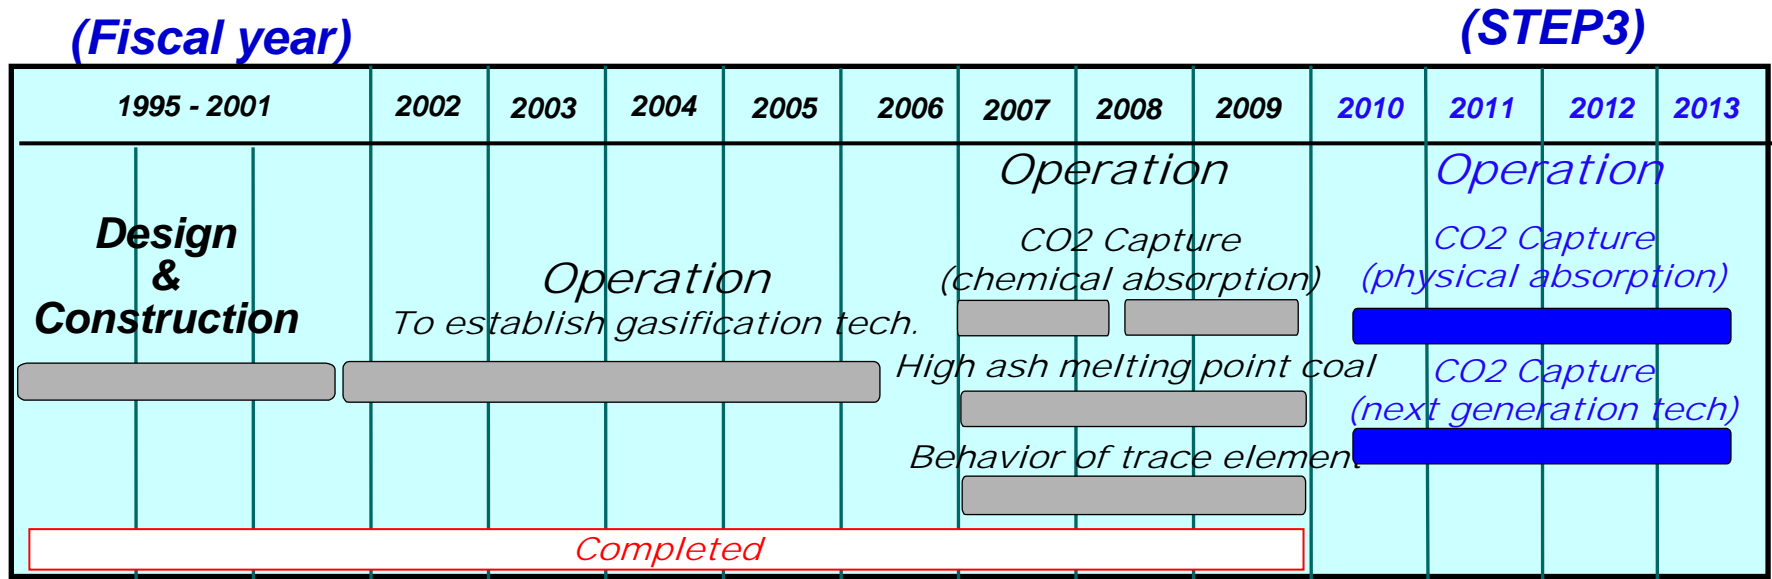 (Fiscal year)
(STEP3)
1995 - 2001 2002 2003 2004 2005 2006 2007 2008 2009 2010 2011 2012 2013
Design
&
Construction
Operation
To establish gasification tech.
Operation
CO2 Capture
(chemical absorption)
High ash melting point coal
Behavior of trace element
Operation
CO2 Capture
(physical absorption)
CO2 Capture
(next generation tech)
Completed